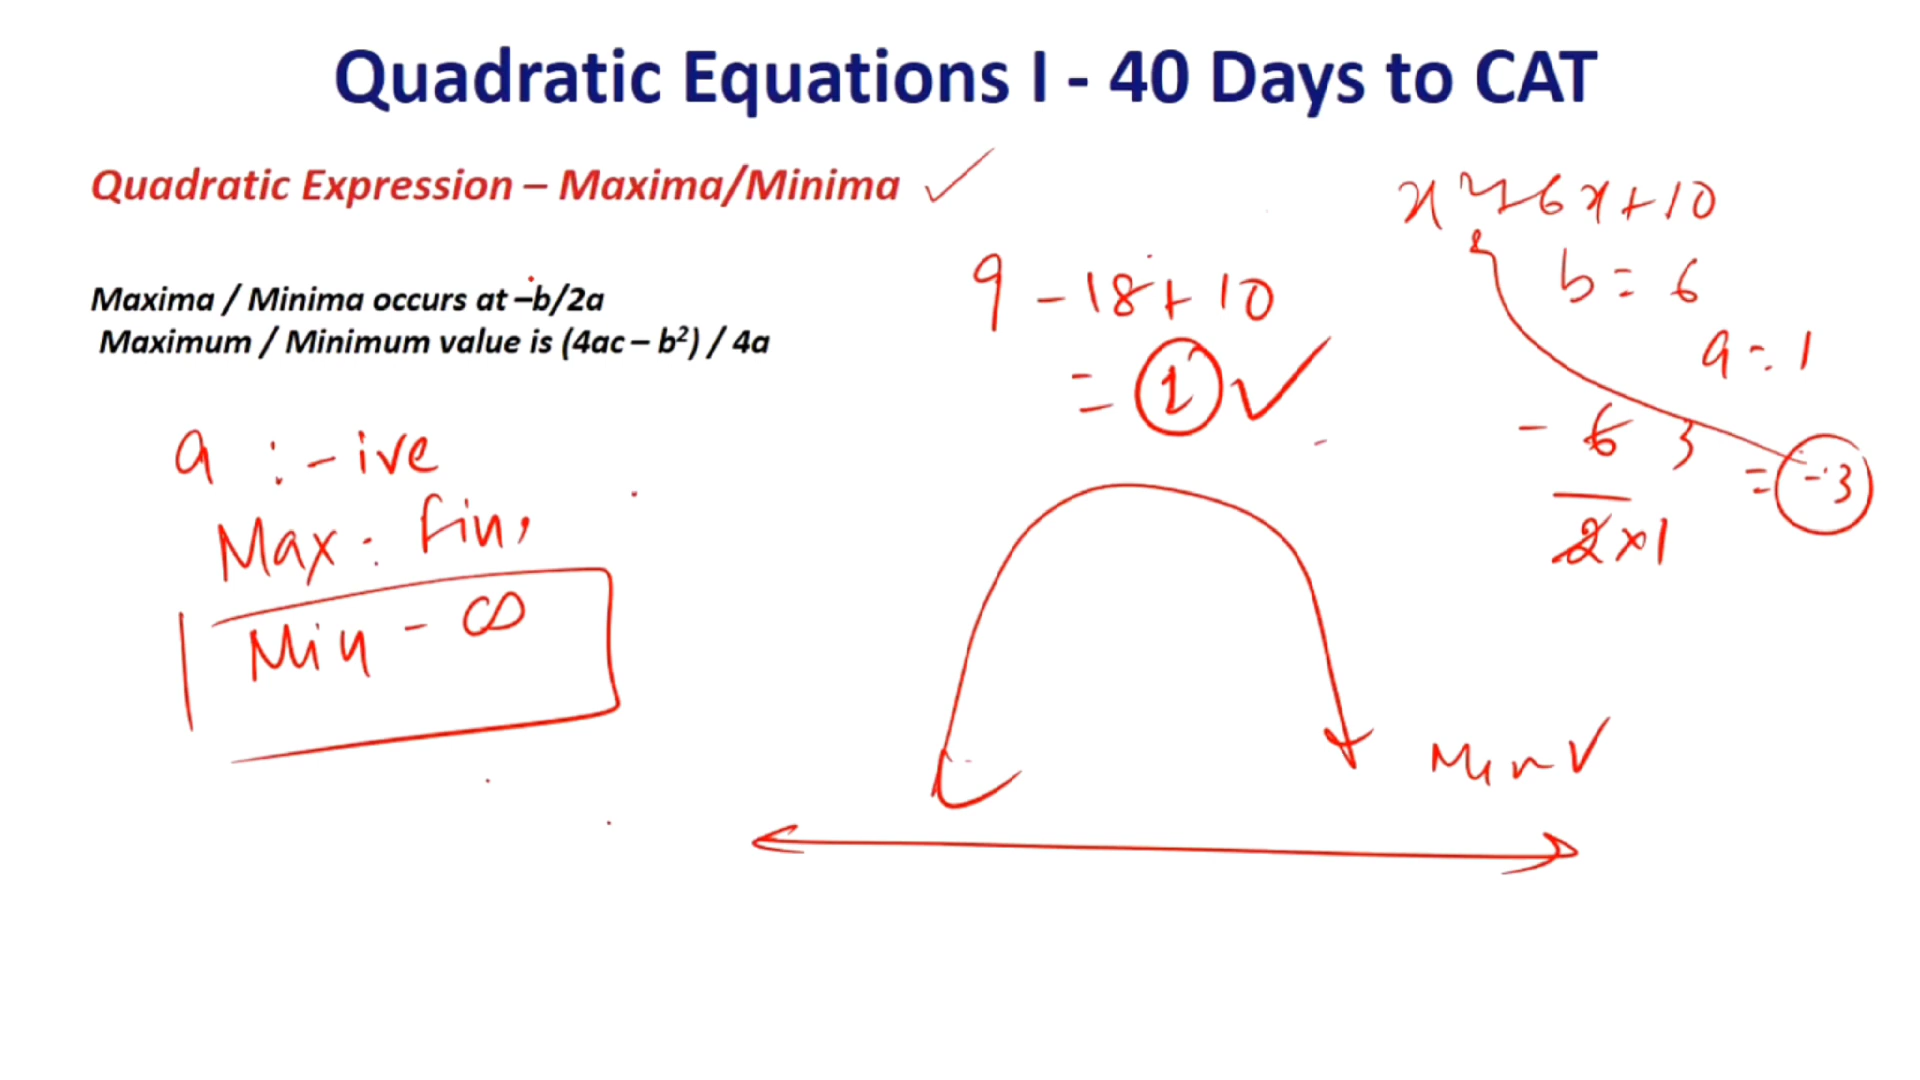 Quadratic Equations I - 40 Days to CAT
Quadratic Expression – Maxima/Minima
x²+6x+10
b = 6
a = 1
9 - 18 + 10
= 1
Maxima / Minima occurs at –b/2a
Maximum / Minimum value is (4ac – b²) / 4a
- 6 3
2×1
= -3
a : -ive
Max : fin,
Min - ∞
Min